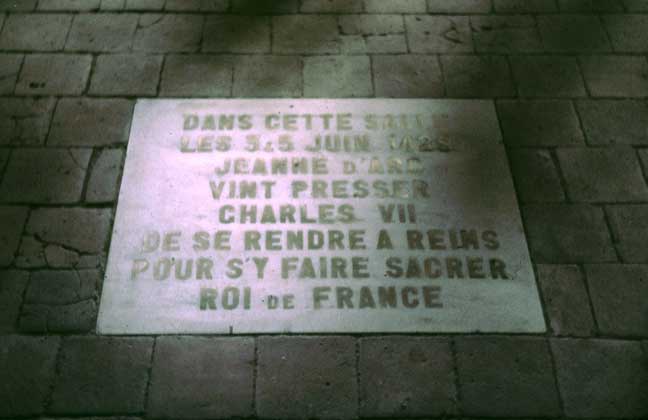 DANS CETTE SALLE
LES 3&5 JUIN 1429
JEANNE D'ARC
VINT PRESSER
CHARLES VII
DE SE RENDRE A REIMS
POUR S'Y FAIRE SACRER
ROI DE FRANCE